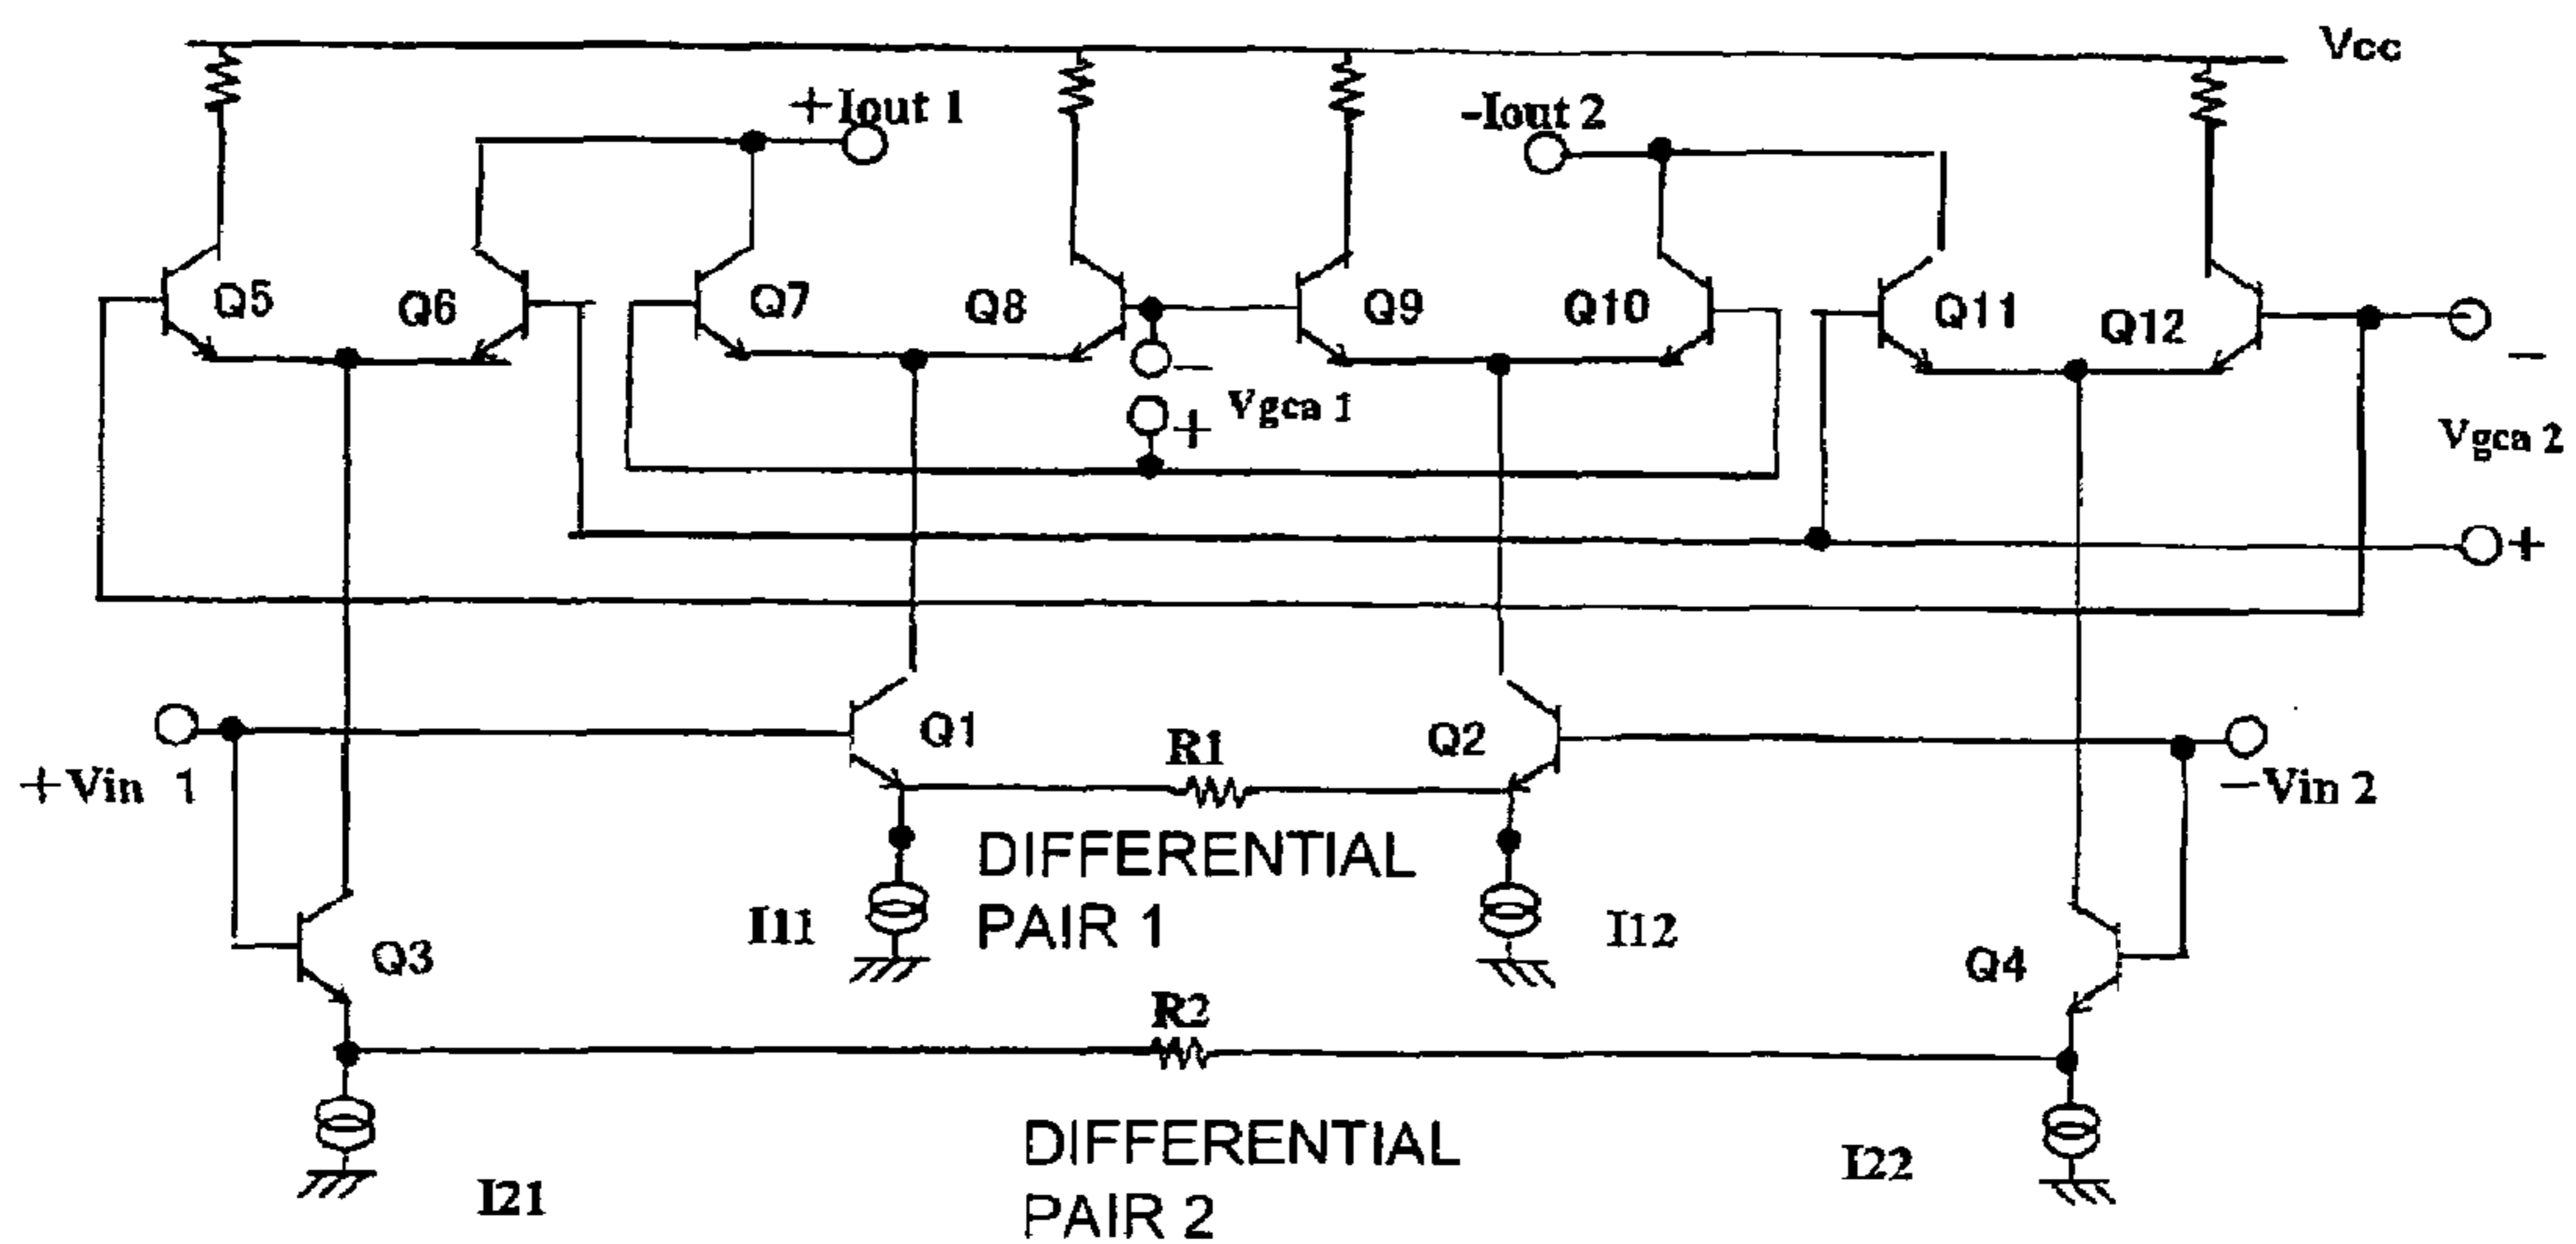 Vcc
+Iout 1
-Iout 2
Q5
Q6
Q7
Q8
Q9
Q10
Q11
Q12
−
+
Vgca 1
−
Vgca 2
+
+Vin 1
Q1
R1
Q2
−Vin 2
DIFFERENTIAL
PAIR 1
I11
I12
Q3
Q4
R2
I21
DIFFERENTIAL
PAIR 2
I22